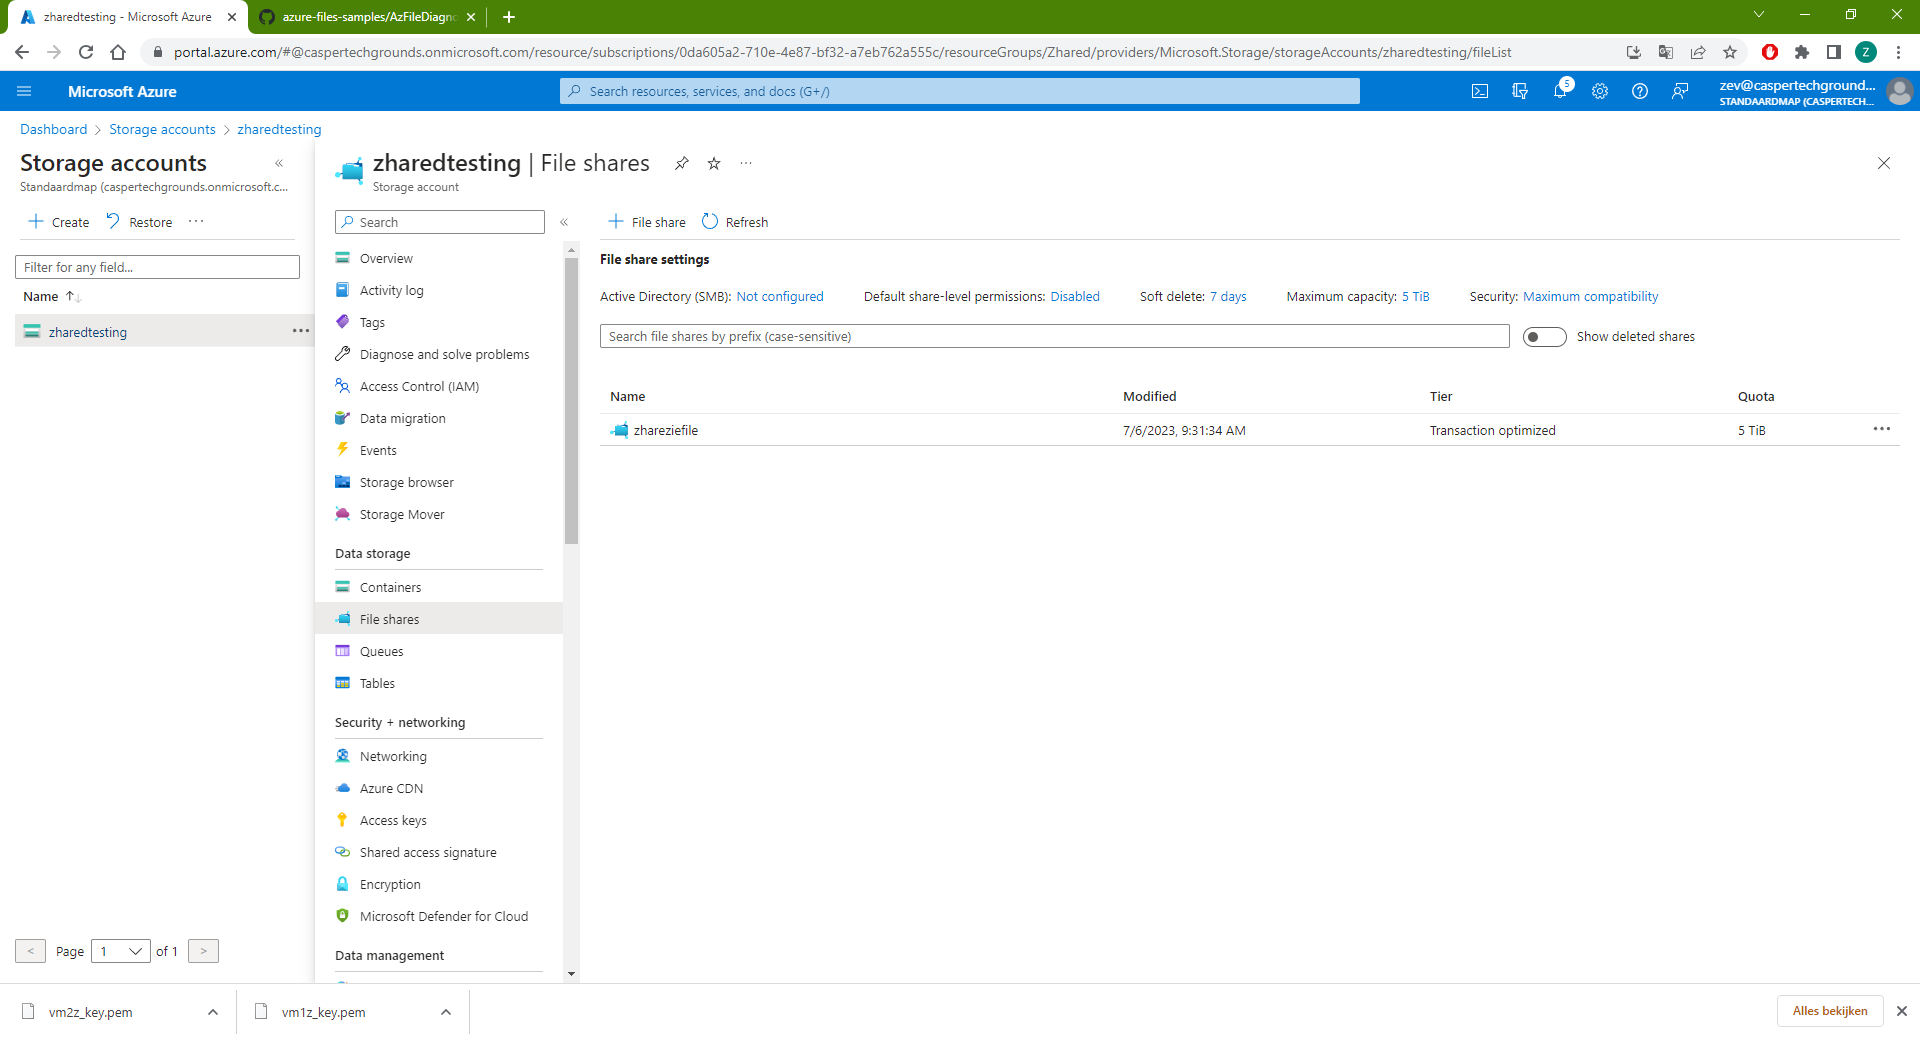 zharedtesting - Microsoft Azure
azure-files-samples/AzFileDiagno
portal.azure.com/#@caspertechgrounds.onmicrosoft.com/resource/subscriptions/0da605a2-710e-4e87-bf32-a7eb762a555c/resourceGroups/Zhared/providers/Microsoft.Storage/storageAccounts/zharedtesting/fileList
Z
Microsoft Azure
Search resources, services, and docs (G+/)
5
zev@caspertechground...
STANDAARDMAP (CASPERTECH...
Dashboard > Storage accounts > zharedtesting
Storage accounts
«
Standaardmap (caspertechgrounds.onmicrosoft.c...
Create
Restore
...
Filter for any field...
Name ↑↓
zharedtesting
...
< Page 1 of 1 >
zharedtesting | File shares
...
Storage account
Search
«
Overview
Activity log
Tags
Diagnose and solve problems
Access Control (IAM)
Data migration
Events
Storage browser
Storage Mover
Data storage
Containers
File shares
Queues
Tables
Security + networking
Networking
Azure CDN
Access keys
Shared access signature
Encryption
Microsoft Defender for Cloud
Data management
+ File share
Refresh
File share settings
Active Directory (SMB): Not configured
Default share-level permissions: Disabled
Soft delete: 7 days
Maximum capacity: 5 TiB
Security: Maximum compatibility
Search file shares by prefix (case-sensitive)
Show deleted shares
Name Modified Tier Quota
zhareziefile 7/6/2023, 9:31:34 AM Transaction optimized 5 TiB ...
vm2z_key.pem
vm1z_key.pem
Alles bekijken